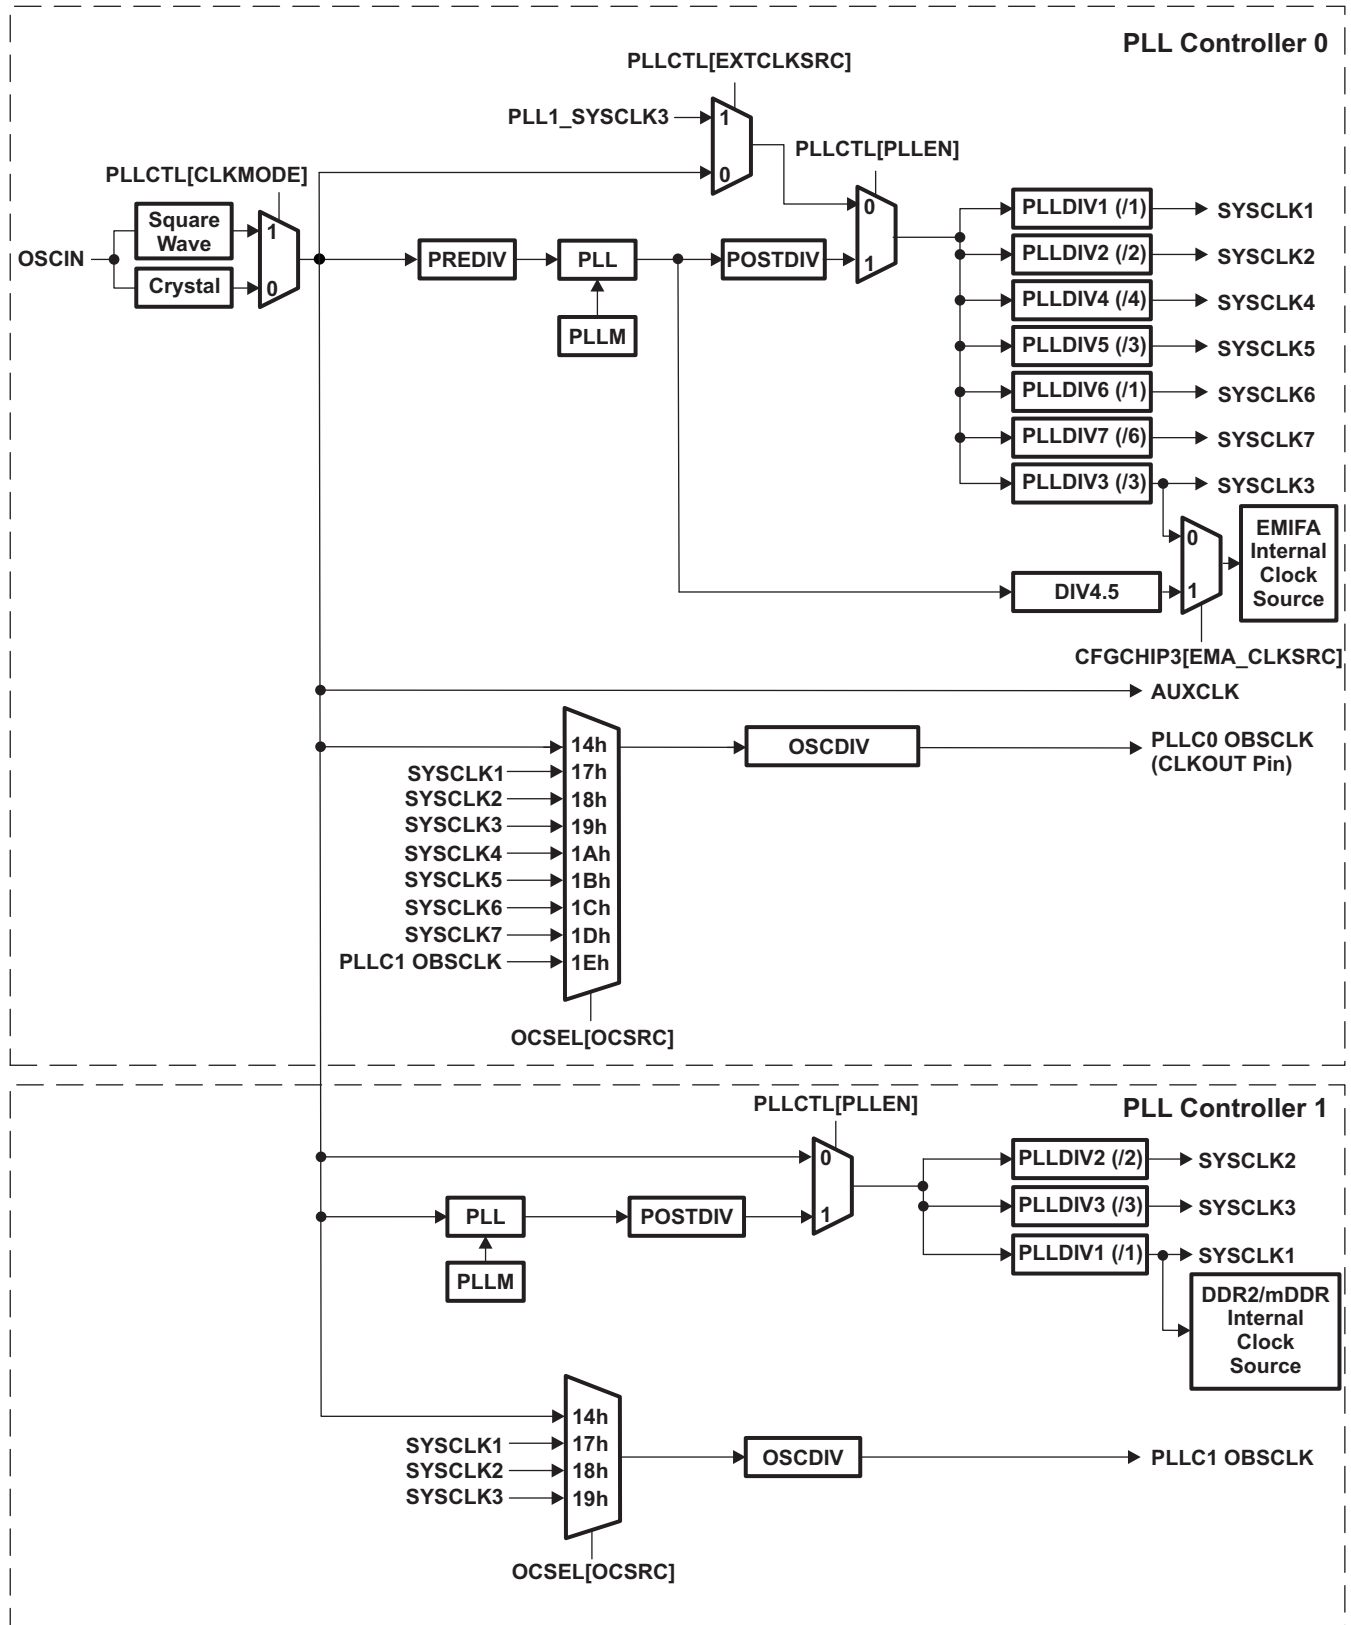 PLL Controller 0
PLLCTL[EXTCLKSRC]
PLL1_SYSCLK3
1
0
PLLCTL[PLLEN]
0
1
PLLCTL[CLKMODE]
OSCIN
Square
Wave
Crystal
1
0
PREDIV
PLL
PLLM
POSTDIV
PLLDIV1 (/1)
SYSCLK1
PLLDIV2 (/2)
SYSCLK2
PLLDIV4 (/4)
SYSCLK4
PLLDIV5 (/3)
SYSCLK5
PLLDIV6 (/1)
SYSCLK6
PLLDIV7 (/6)
SYSCLK7
PLLDIV3 (/3)
SYSCLK3
0
1
EMIFA
Internal
Clock
Source
DIV4.5
CFGCHIP3[EMA_CLKSRC]
AUXCLK
14h
OSCDIV
PLLC0 OBSCLK
(CLKOUT Pin)
SYSCLK1 17h
SYSCLK2 18h
SYSCLK3 19h
SYSCLK4 1Ah
SYSCLK5 1Bh
SYSCLK6 1Ch
SYSCLK7 1Dh
PLLC1 OBSCLK 1Eh
OCSEL[OCSRC]
PLL Controller 1
PLLCTL[PLLEN]
0
1
PLL
PLLM
POSTDIV
PLLDIV2 (/2)
SYSCLK2
PLLDIV3 (/3)
SYSCLK3
PLLDIV1 (/1)
SYSCLK1
DDR2/mDDR
Internal
Clock
Source
14h
SYSCLK1 17h
SYSCLK2 18h
SYSCLK3 19h
OSCDIV
PLLC1 OBSCLK
OCSEL[OCSRC]